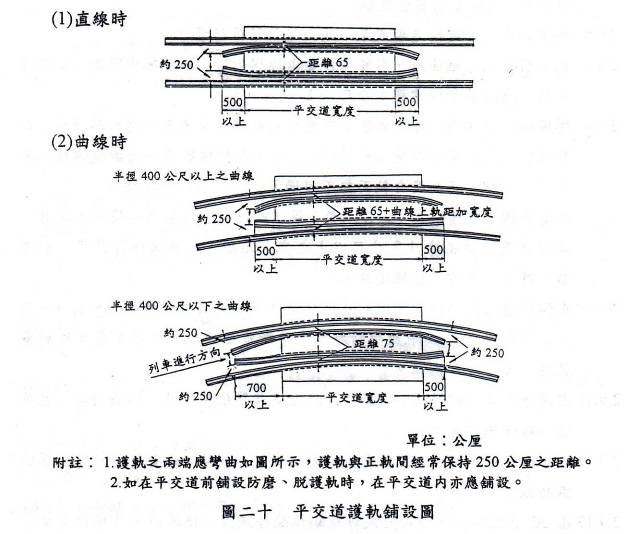 (1)直線時
約 250
距離 65
500
以上
平交道寬度
500
以上
(2)曲線時
半徑 400 公尺以上之曲線
約 250
距離 65+曲線上軌距加寬度
500
以上
平交道寬度
500
以上
半徑 400 公尺以下之曲線
約 250
距離 75
列車進行方向
約 250
約 250
700
以上
平交道寬度
500
以上
單位：公厘
附註： 1.護軌之兩端應彎曲如圖所示，護軌與正軌間經常保持 250 公厘之距離。
2.如在平交道前舖設防磨、脫護軌時，在平交道內亦應舖設。
圖二十 平交道護軌舖設圖